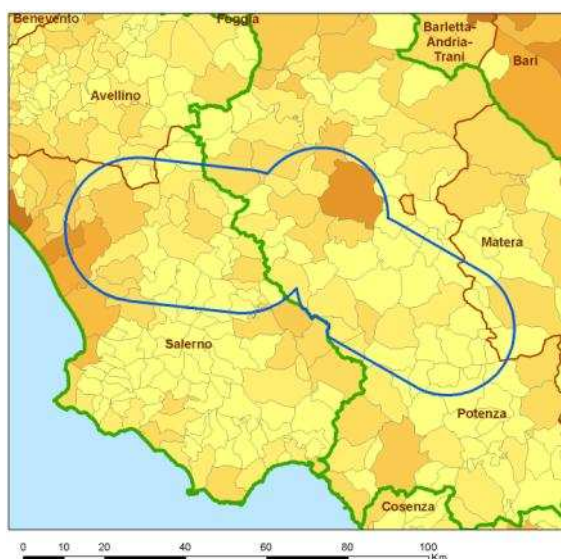 Benevento
Foggia
Barletta-
Andria-
Trani
Bari
Avellino
Matera
Salerno
Potenza
Cosenza
0 10 20 40 60 80 100
Km